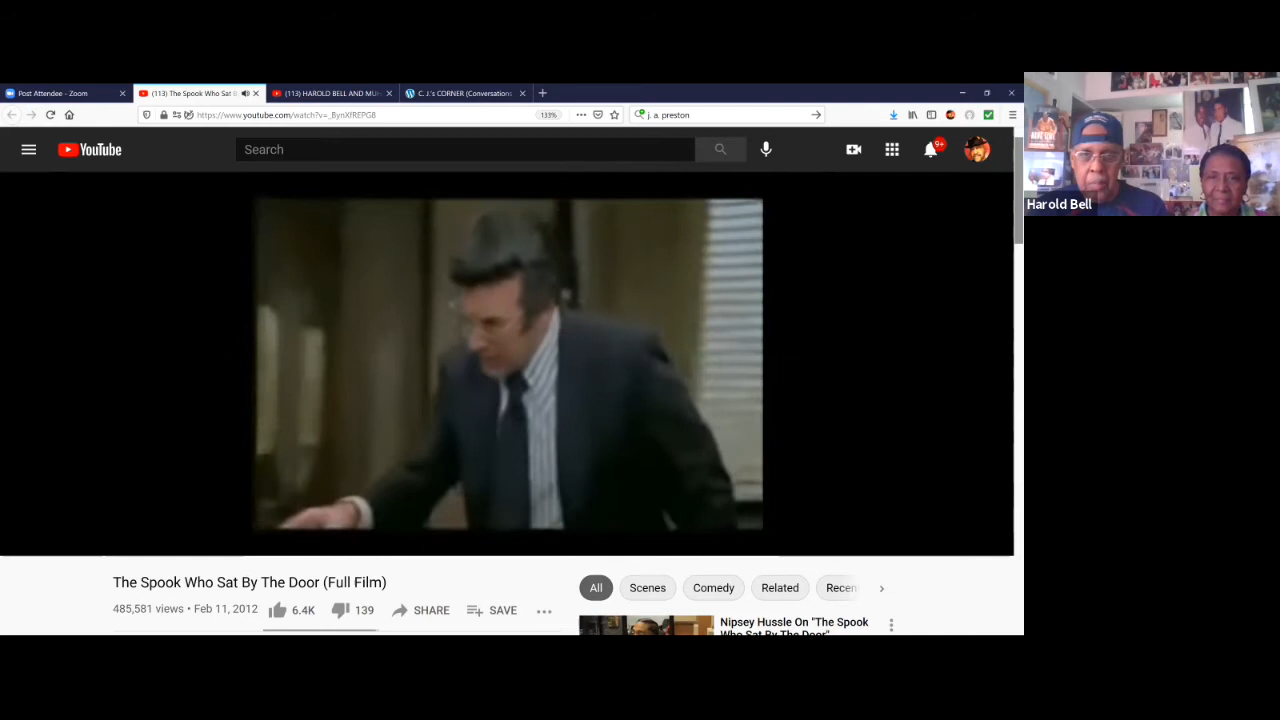 Post Attendee - Zoom
(113) The Spook Who Sat B
(113) HAROLD BELL AND MUH
C. J.'s CORNER (Conversations
https://www.youtube.com/watch?v=_BynXfREPG8
133%
j. a. preston
YouTube
Search
9+
Harold Bell
The Spook Who Sat By The Door (Full Film)
485,581 views • Feb 11, 2012
6.4K
139
SHARE
SAVE
All
Scenes
Comedy
Related
Recen
Nipsey Hussle On "The Spook
Who Sat By The Door"